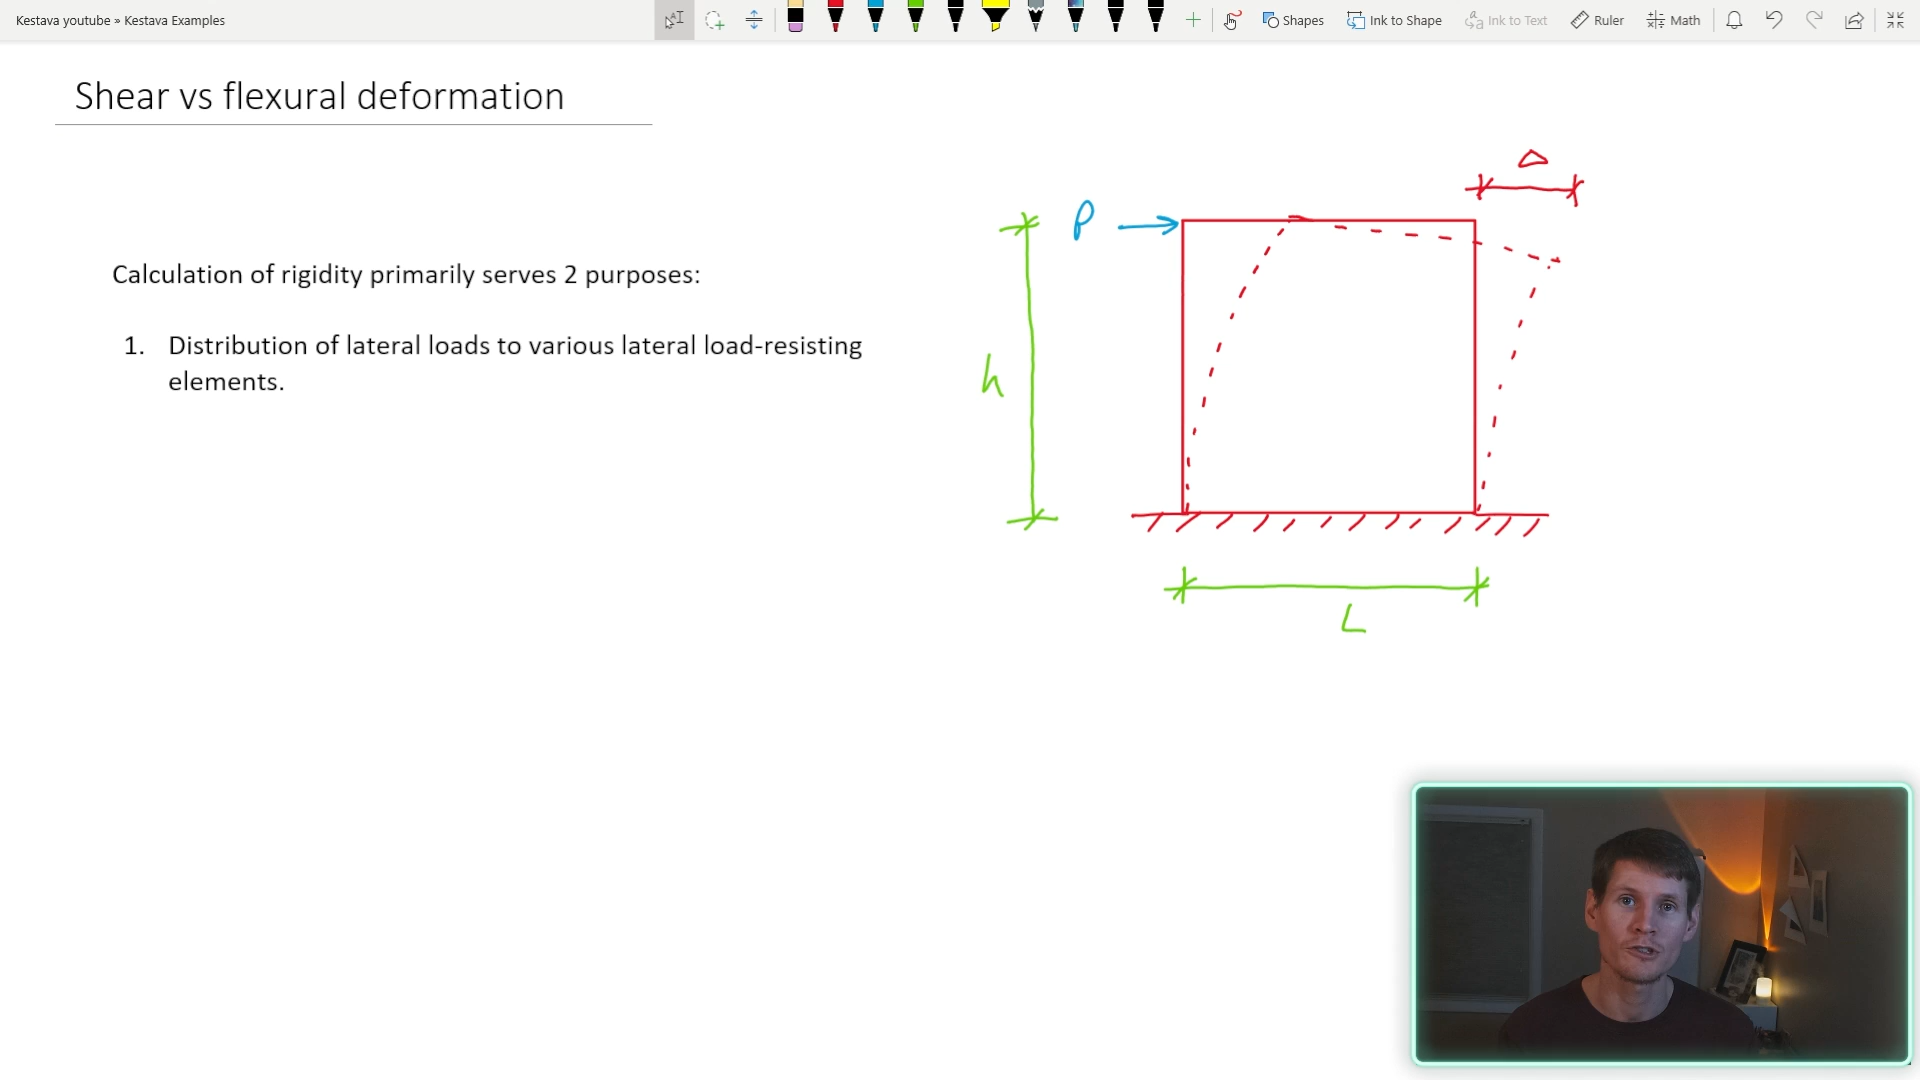 Kestava youtube » Kestava Examples
Shapes
Ink to Shape
Ink to Text
Ruler
Math
Shear vs flexural deformation
Δ
P
Calculation of rigidity primarily serves 2 purposes:
1. Distribution of lateral loads to various lateral load-resisting
elements.
h
L